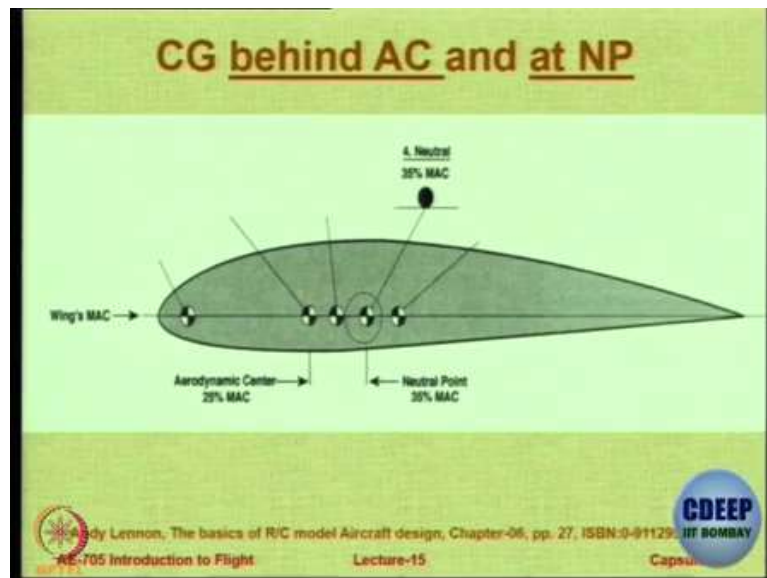 CG behind AC and at NP
4. Neutral
35% MAC
Wing's MAC
Aerodynamic Center
25% MAC
Neutral Point
35% MAC
dy Lennon, The basics of R/C model Aircraft design, Chapter-06, pp. 27, ISBN:0-91129
CDEEP
IIT BOMBAY
AE-705 Introduction to Flight
Lecture-15
Capsu
NPTEL